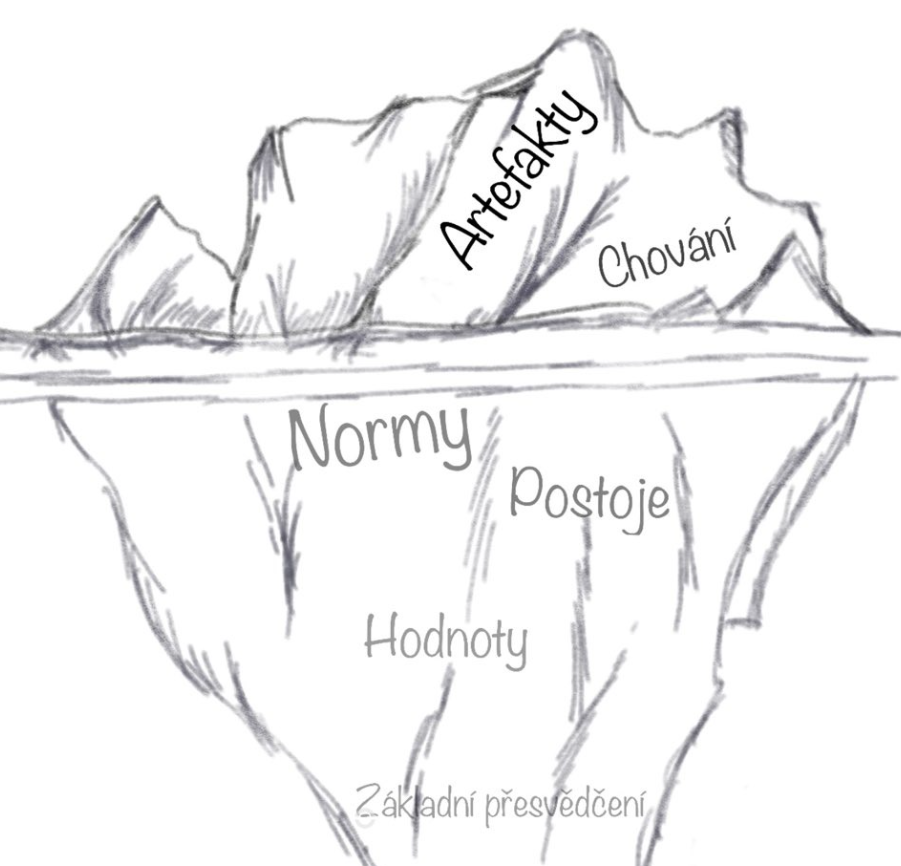 Artefakty
Chování
Normy
Postoje
Hodnoty
Základní přesvědčení